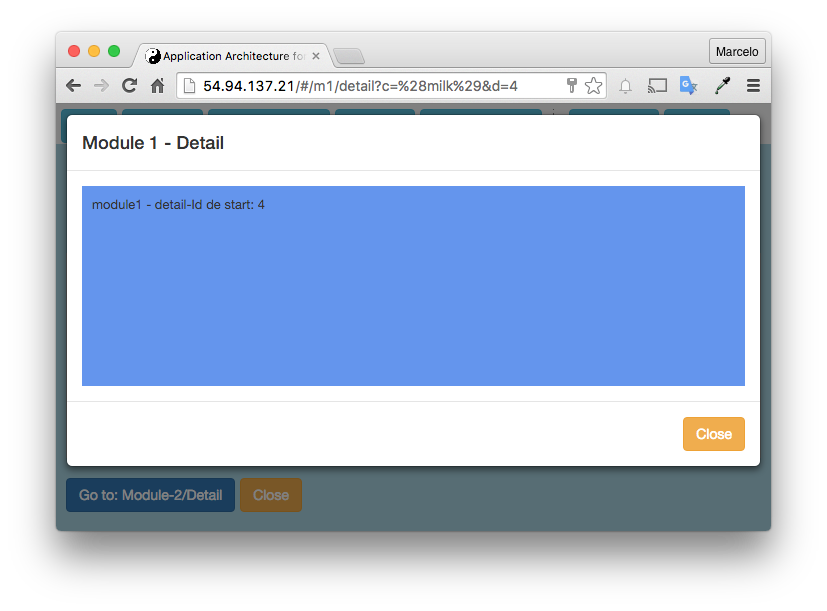 Application Architecture fo
Marcelo
54.94.137.21/#/m1/detail?c=%28milk%29&d=4
Module 1 - Detail
module1 - detail-Id de start: 4
Close
Go to: Module-2/Detail
Close